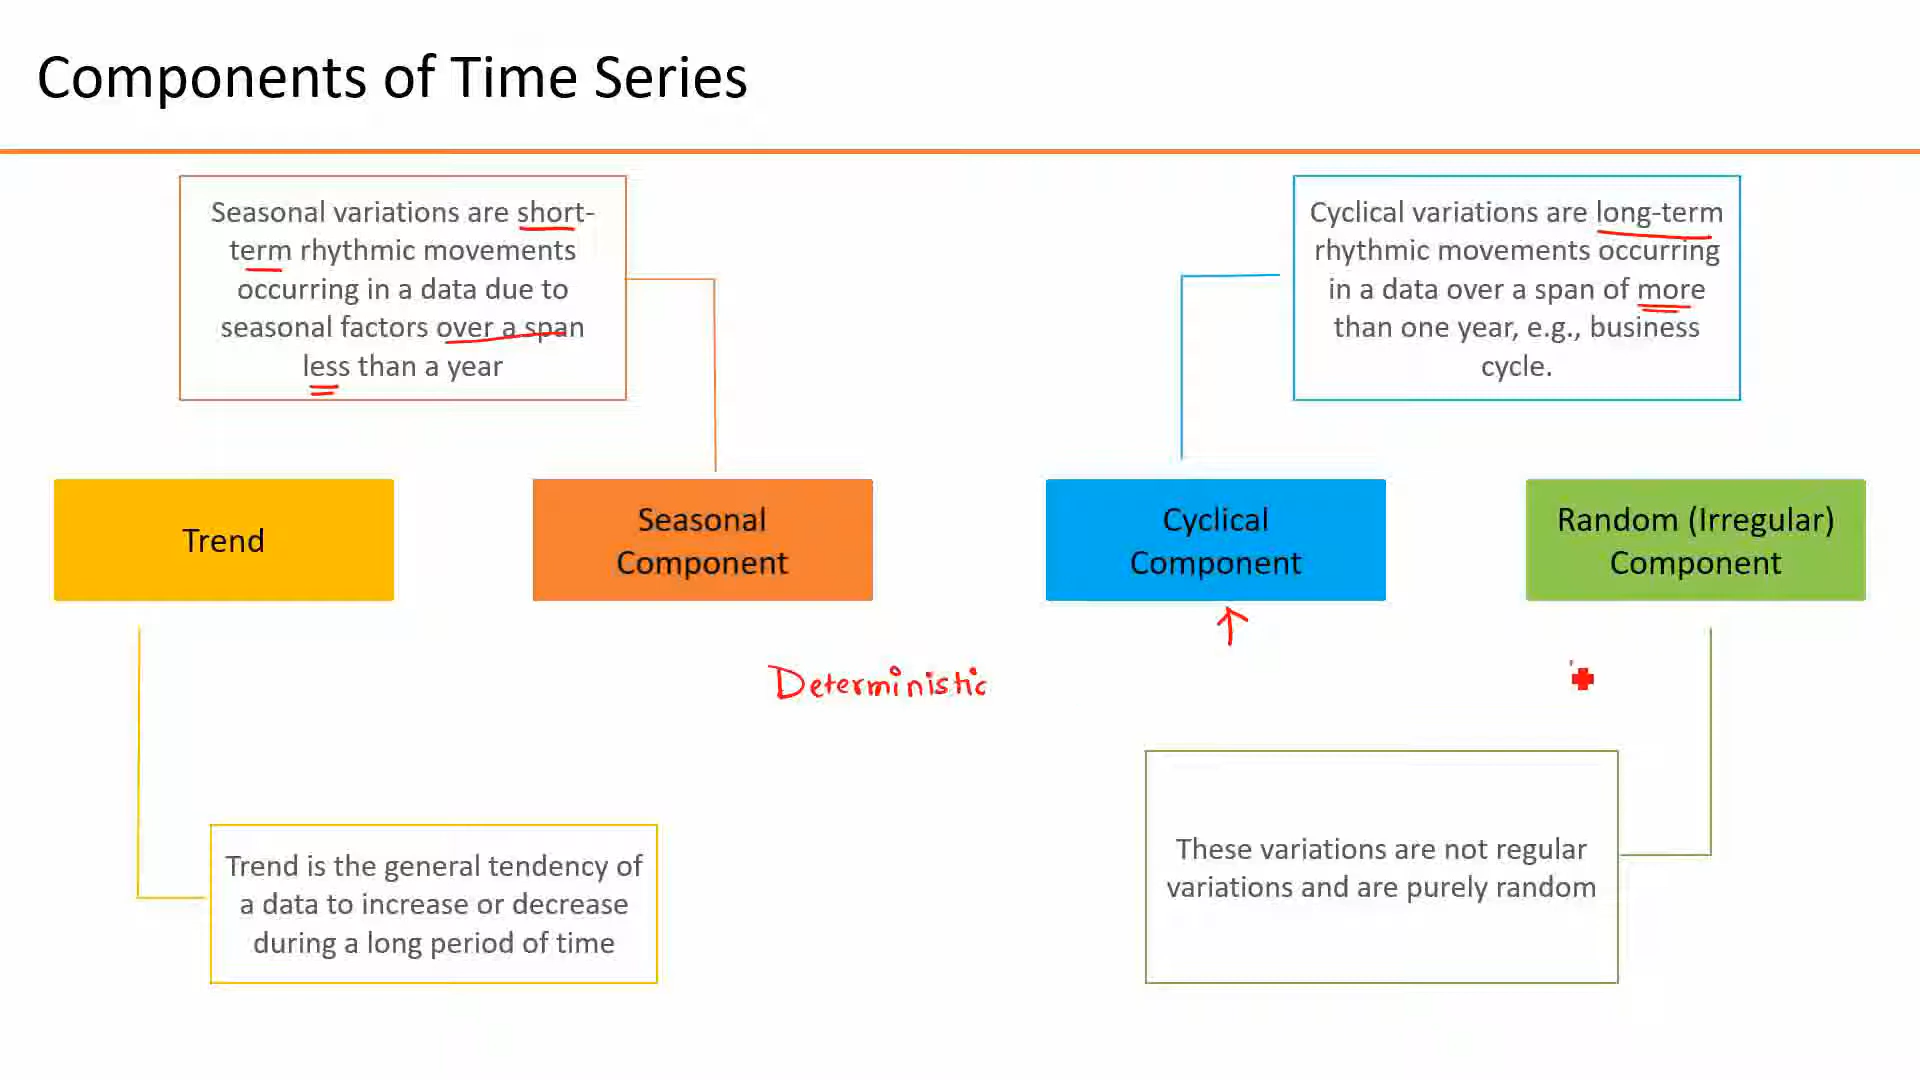 Components of Time Series
Seasonal variations are short-
term rhythmic movements
occurring in a data due to
seasonal factors over a span
less than a year
Cyclical variations are long-term
rhythmic movements occurring
in a data over a span of more
than one year, e.g., business
cycle.
Trend
Seasonal
Component
Cyclical
Component
Random (Irregular)
Component
Deterministic
Trend is the general tendency of
a data to increase or decrease
during a long period of time
These variations are not regular
variations and are purely random